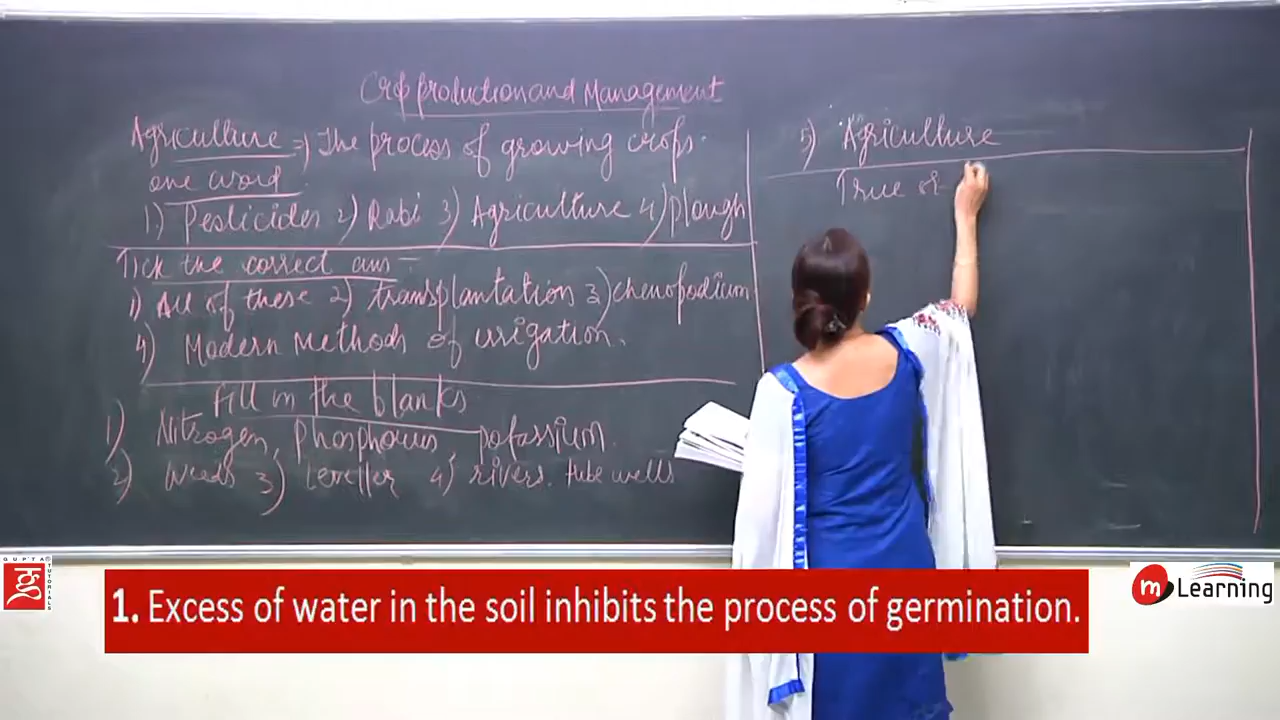 Crop production and Management
Agriculture => The process of growing crops.
one word
1.) Pesticides 2) Rabi 3) Agriculture 4) plough
Tick the correct ans -
1) All of these 2) transplantation 3) chenopodium
4) Modern Methods of irrigation.
Fill in the blanks
1) Nitrogen, phosphorus, potassium.
2) Weeds 3) leveller 4) rivers. tube wells
5) Agriculture
True or
GUPTA TUTORIALS
1. Excess of water in the soil inhibits the process of germination.
m Learning